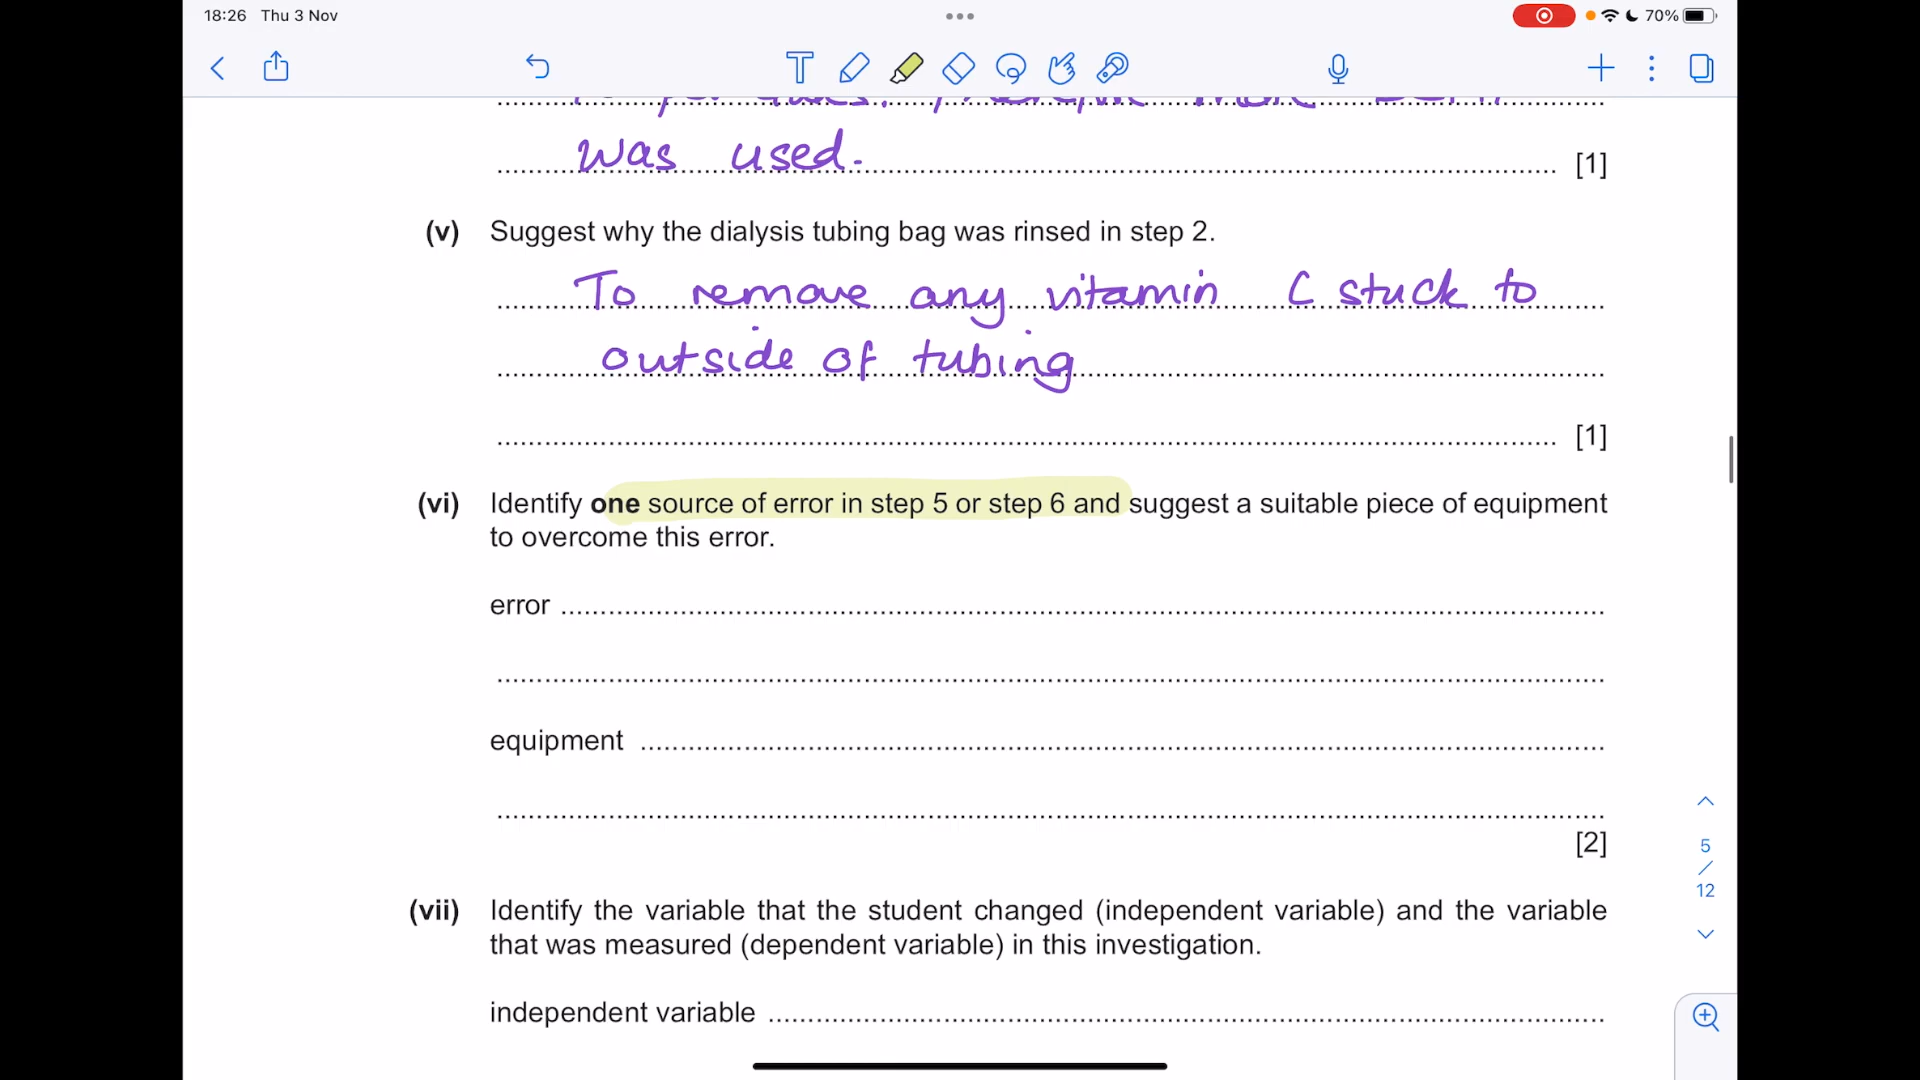 18:26 Thu 3 Nov
70%
was used.
[1]
(v) Suggest why the dialysis tubing bag was rinsed in step 2.
To remove any vitamin C stuck to
outside of tubing
[1]
(vi) Identify one source of error in step 5 or step 6 and suggest a suitable piece of equipment
to overcome this error.
error
equipment
[2]
5
/
12
(vii) Identify the variable that the student changed (independent variable) and the variable
that was measured (dependent variable) in this investigation.
independent variable